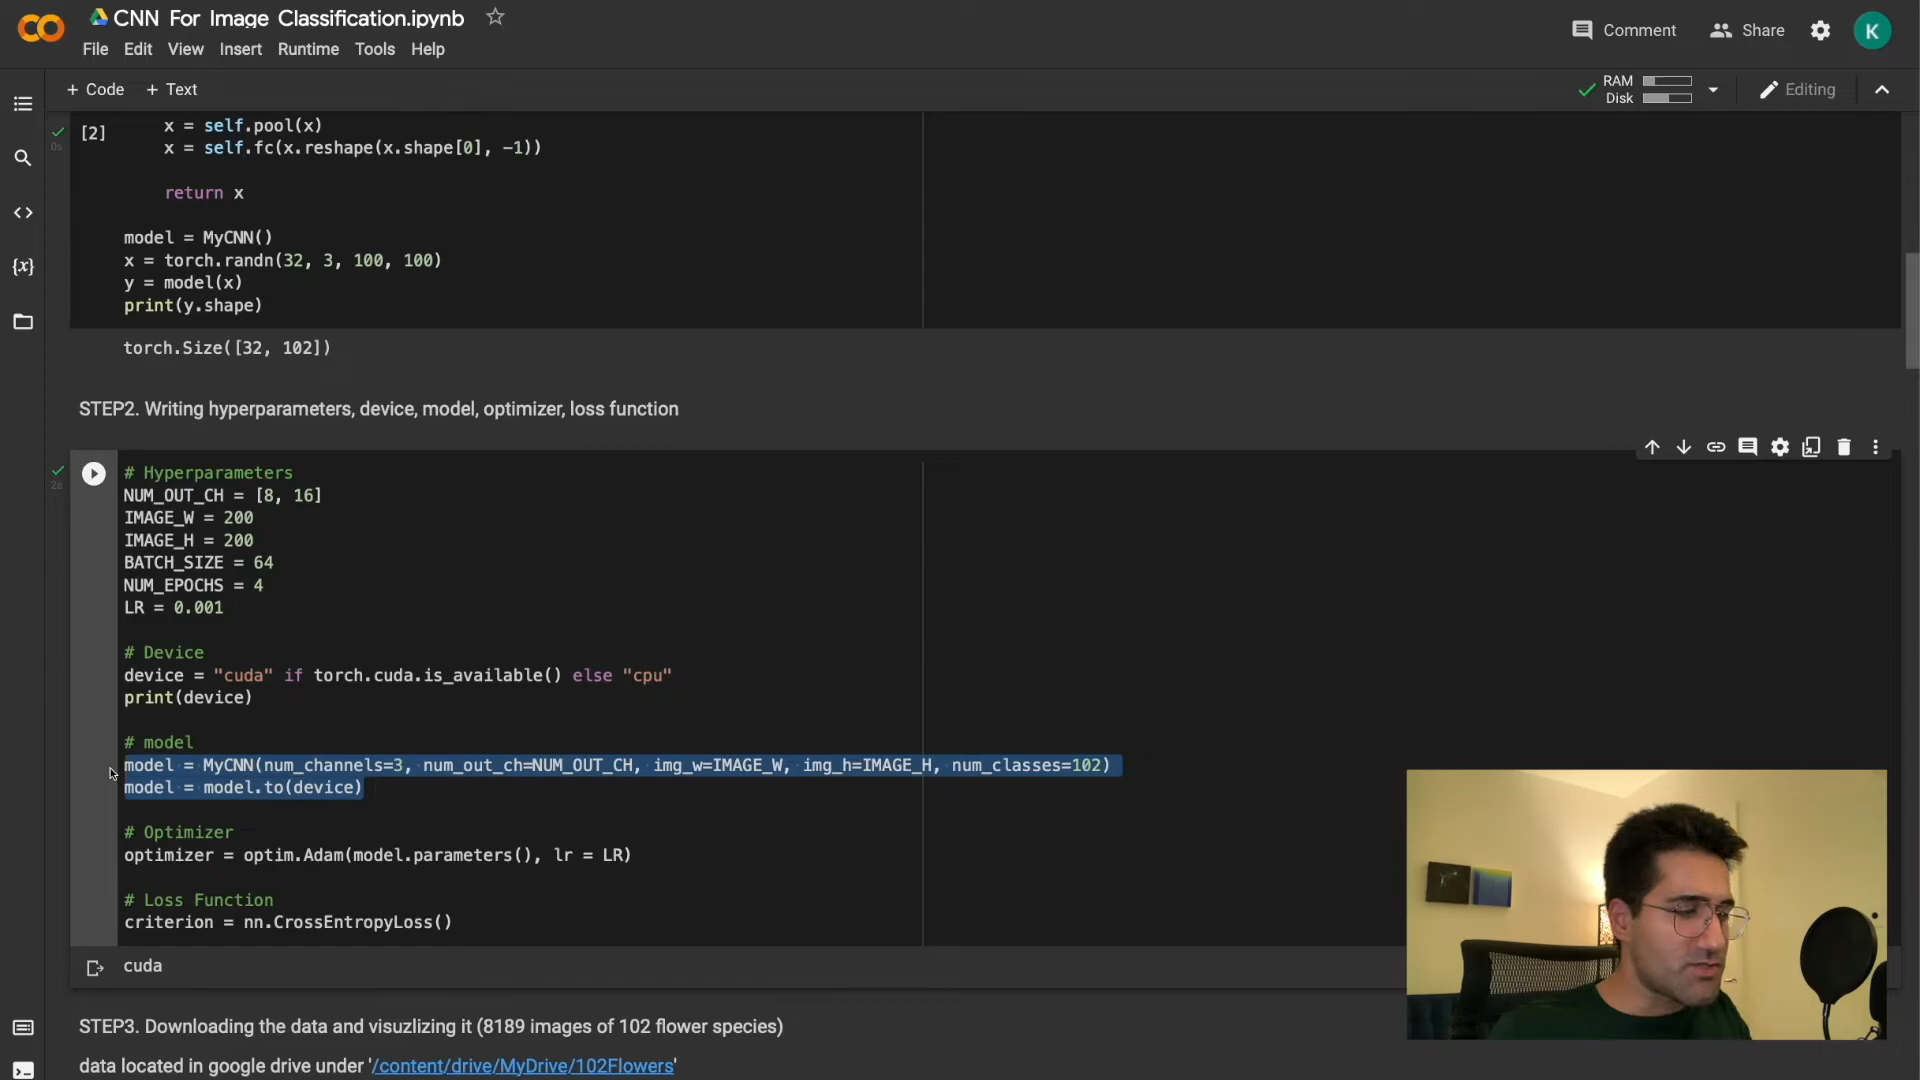 CNN For Image Classification.ipynb
File Edit View Insert Runtime Tools Help
Comment
Share
K
+ Code + Text
RAM
Disk
Editing
[2]
0s
x = self.pool(x)
x = self.fc(x.reshape(x.shape[0], -1))
return x
model = MyCNN()
x = torch.randn(32, 3, 100, 100)
y = model(x)
print(y.shape)
torch.Size([32, 102])
STEP2. Writing hyperparameters, device, model, optimizer, loss function
2s
# Hyperparameters
NUM_OUT_CH = [8, 16]
IMAGE_W = 200
IMAGE_H = 200
BATCH_SIZE = 64
NUM_EPOCHS = 4
LR = 0.001
# Device
device = "cuda" if torch.cuda.is_available() else "cpu"
print(device)
# model
model = MyCNN(num_channels=3, num_out_ch=NUM_OUT_CH, img_w=IMAGE_W, img_h=IMAGE_H, num_classes=102)
model = model.to(device)
# Optimizer
optimizer = optim.Adam(model.parameters(), lr = LR)
# Loss Function
criterion = nn.CrossEntropyLoss()
cuda
STEP3. Downloading the data and visuzlizing it (8189 images of 102 flower species)
data located in google drive under '/content/drive/MyDrive/102Flowers'